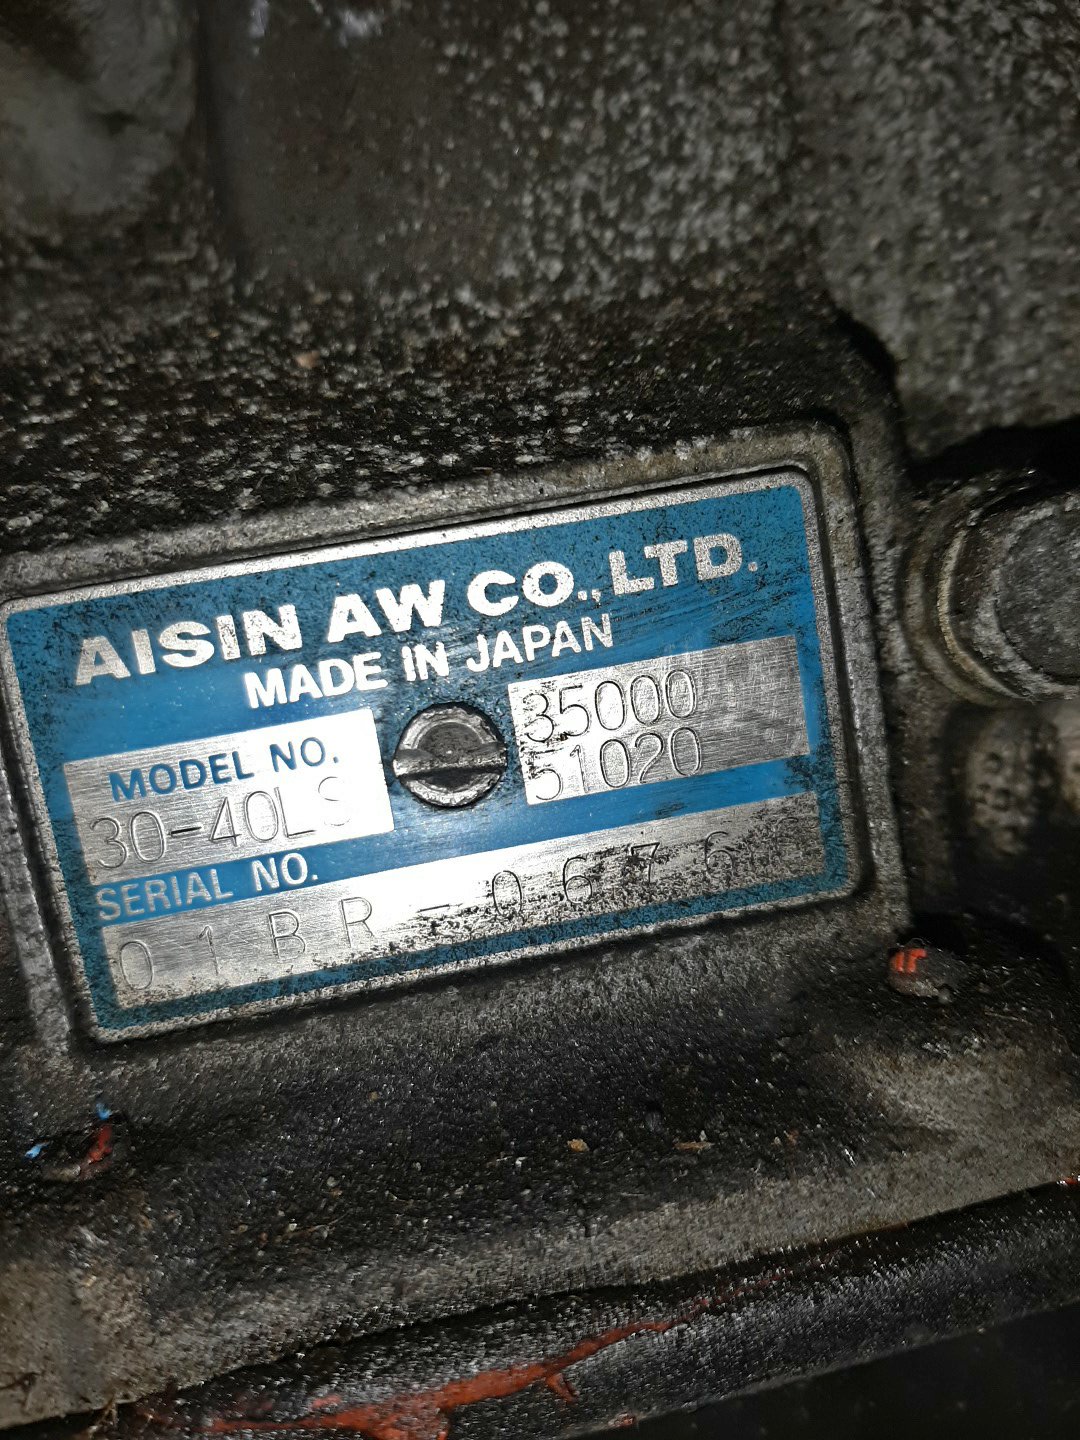 AISIN AW CO., LTD.
MADE IN JAPAN
MODEL NO.
30-40LS
35000
51020
SERIAL NO.
01BR-0676